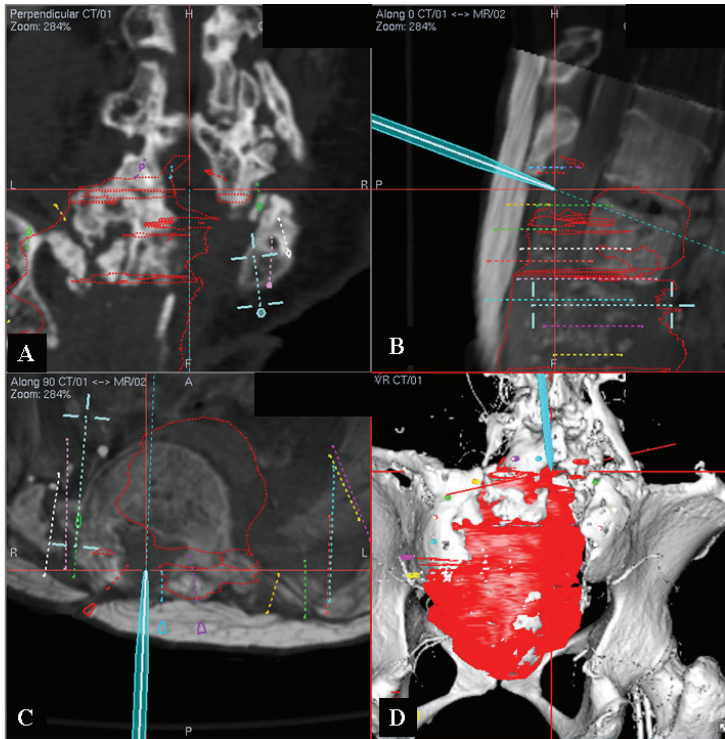 Perpendicular CT/01
Zoom: 284%
H
L
R
F
A
Along 0 CT/01 <-> MR/02
Zoom: 284%
H
P
F
B
Along 90 CT/01 <-> MR/02
Zoom: 284%
A
R
L
P
C
VR CT/01
D